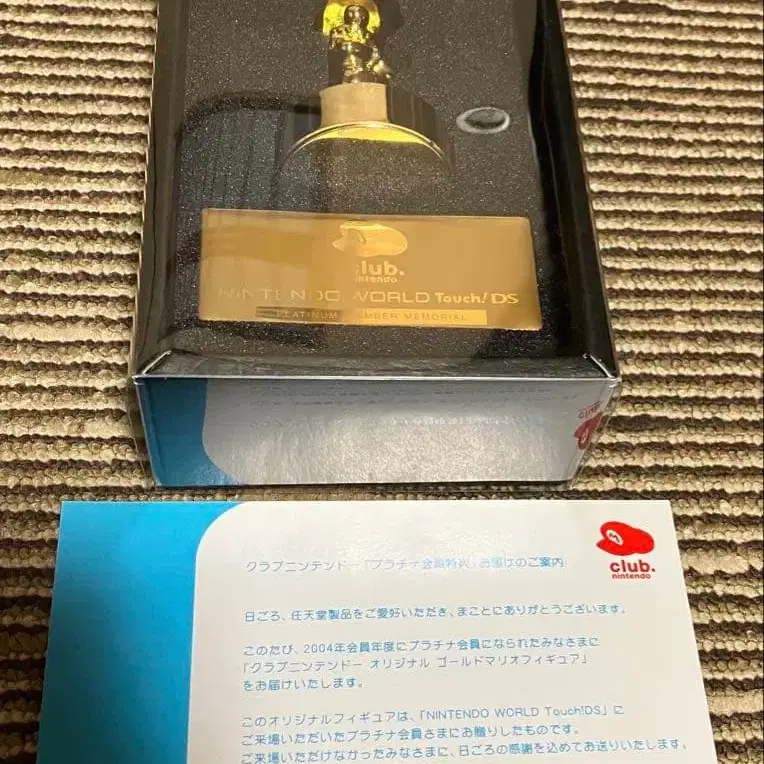 club.
nintendo
NINTENDO WORLD Touch! DS
PLATINUM MEMBER MEMORIAL
club
club.
nintendo
クラブニンテンドー「プラチナ会員特典」お届けのご案内
日ごろ、任天堂製品をご愛好いただき、まことにありがとうございます。
このたび、2004年会員年度にプラチナ会員になられたみなさまに
「クラブニンテンドー オリジナル ゴールドマリオフィギュア」
をお届けいたします。
このオリジナルフィギュアは、「NINTENDO WORLD Touch!DS」に
ご来場いただいたプラチナ会員さまにお贈りしたものです。
ご来場いただけなかったみなさまに、日ごろの感謝を込めてお送りいたします。